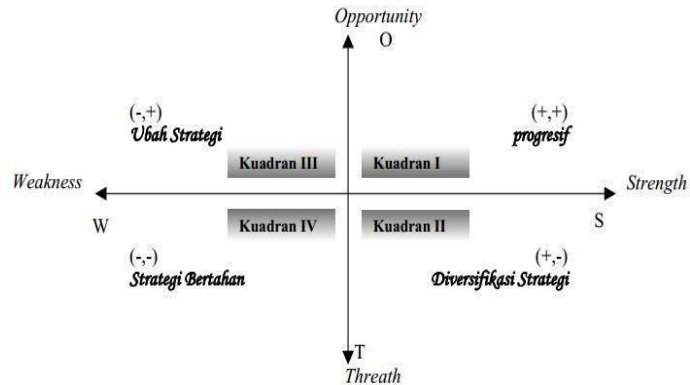 Opportunity
O
(-,+)
Ubah Strategi
(+,+)
progresif
Kuadran III
Kuadran I
Weakness
Strength
W
S
Kuadran IV
Kuadran II
(-,-)
Strategi Bertahan
(+,-)
Diversifikasi Strategi
T
Threath